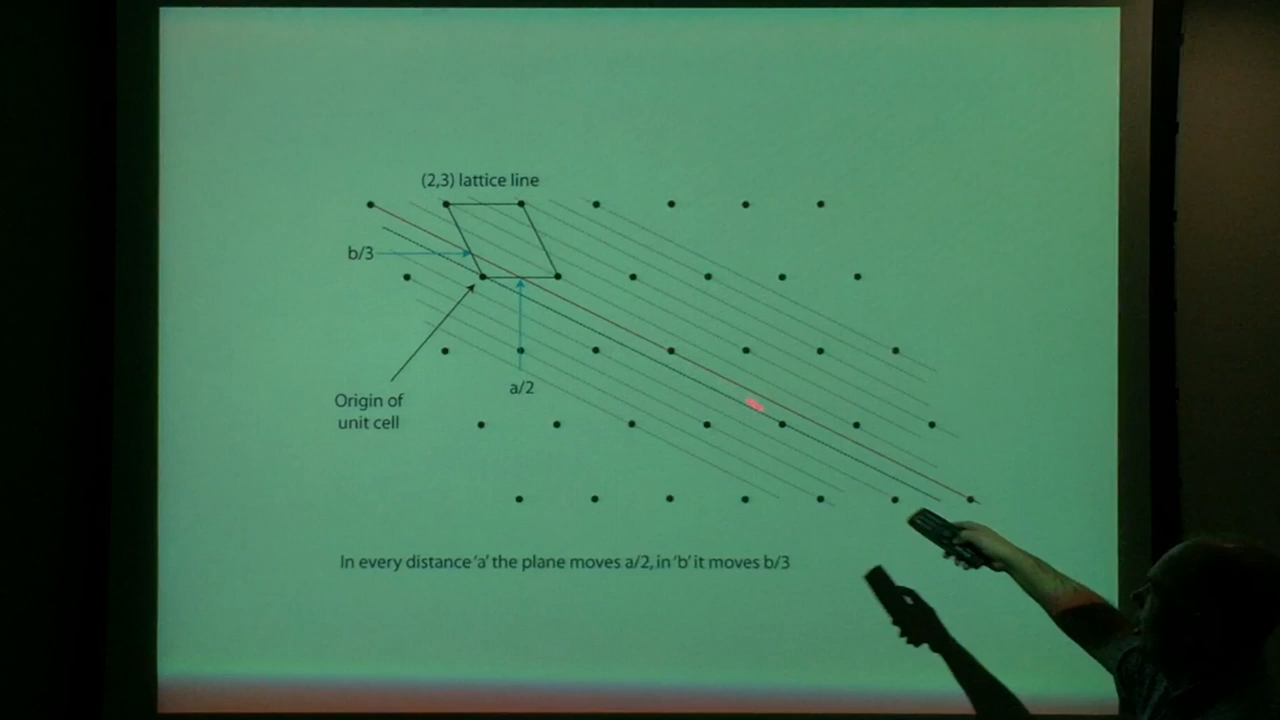 (2,3) lattice line
b/3
a/2
Origin of
unit cell
In every distance 'a' the plane moves a/2, in 'b' it moves b/3